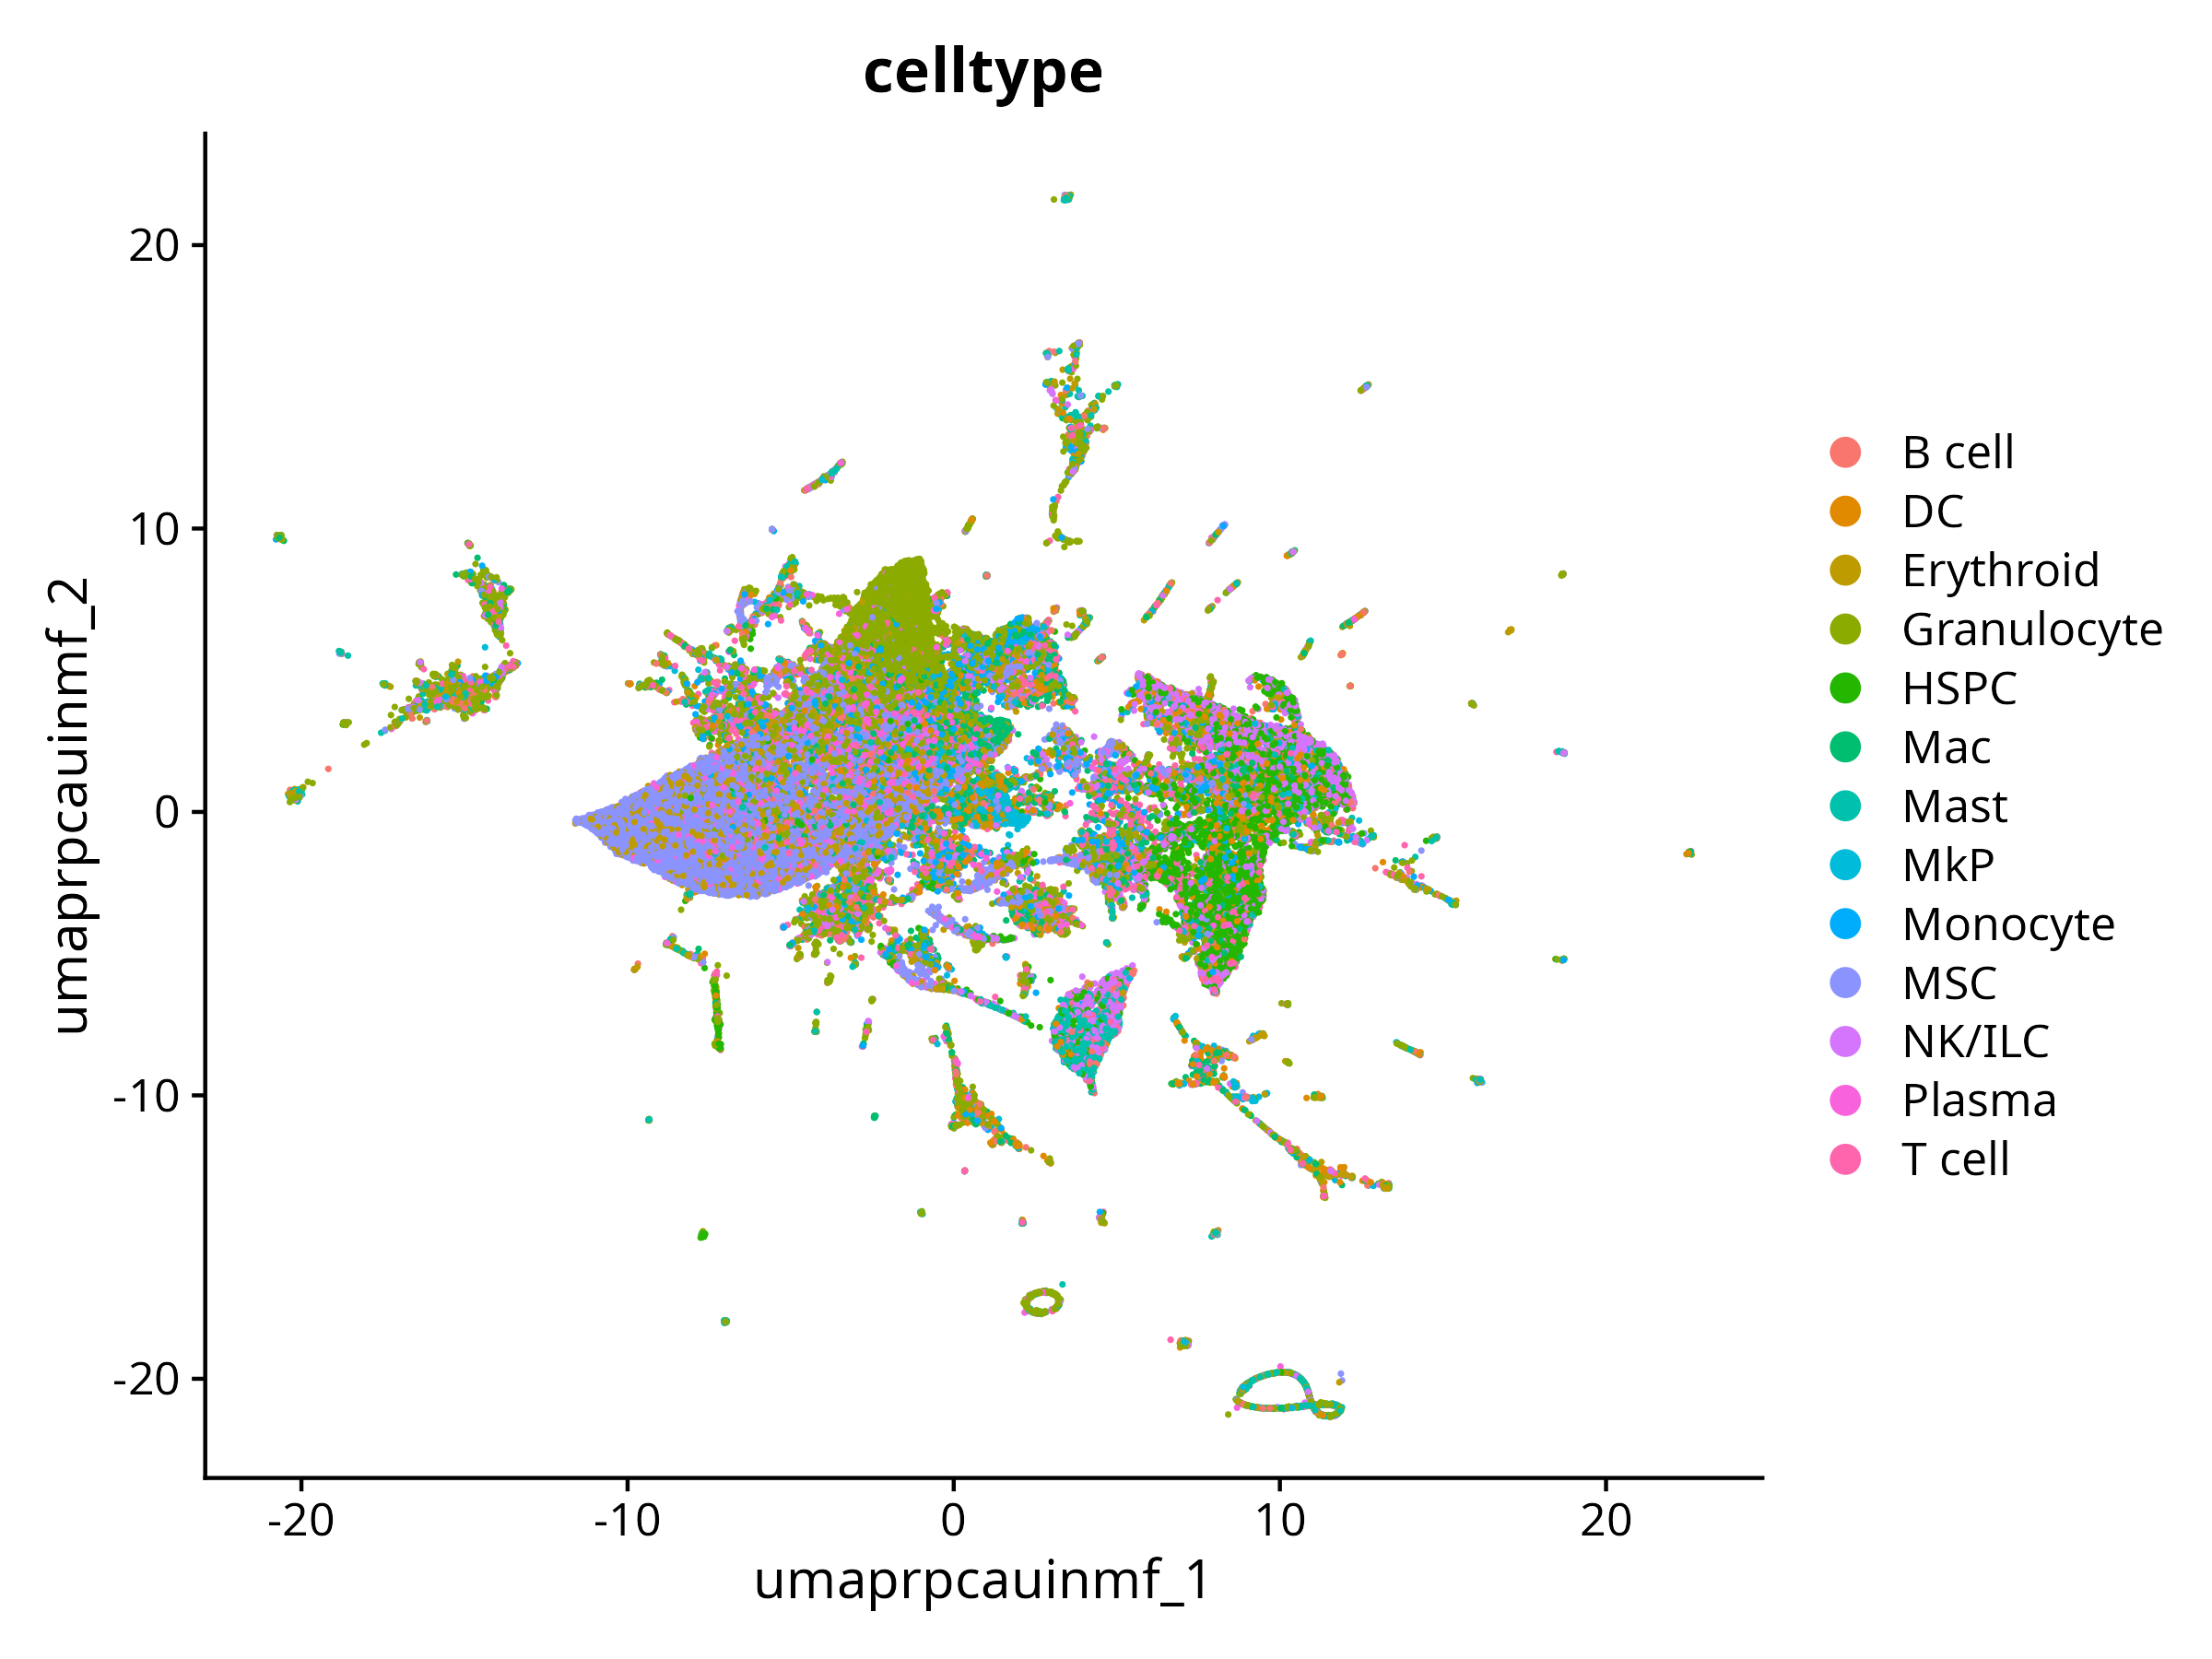 celltype
umaprpcauinmf_2
20
10
0
-10
-20
-20
-10
0
10
20
umaprpcauinmf_1
B cell
DC
Erythroid
Granulocyte
HSPC
Mac
Mast
MkP
Monocyte
MSC
NK/ILC
Plasma
T cell